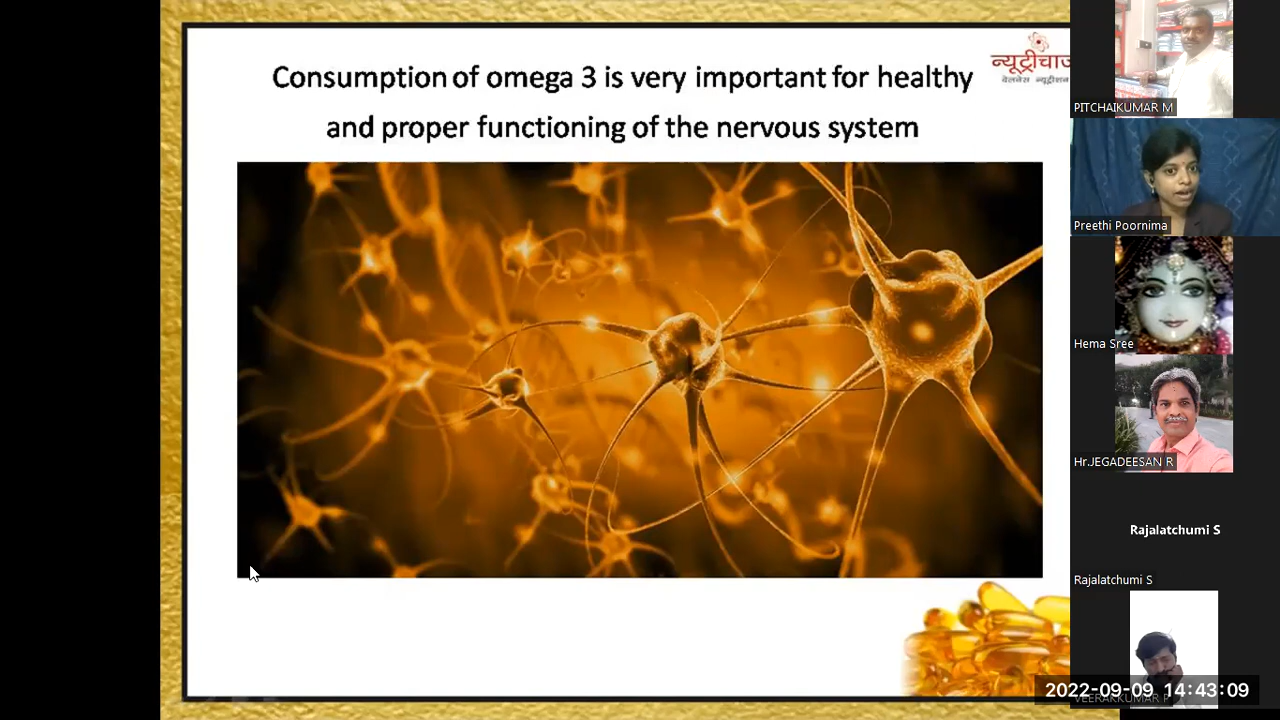 Consumption of omega 3 is very important for healthy
and proper functioning of the nervous system
न्यूट्रीचा
वेलनेस न्यूट्रीशन
PITCHAIKUMAR M
Preethi Poornima
Hema Sree
Hr.JEGADEESAN R
Rajalatchumi S
Rajalatchumi S
2022-09-09 14:43:09
VEERAKKUMAR P